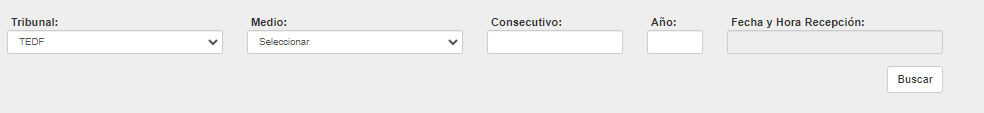 Tribunal: Medio: Consecutivo: Año: Fecha y Hora Recepción:
TEDF Seleccionar
Buscar